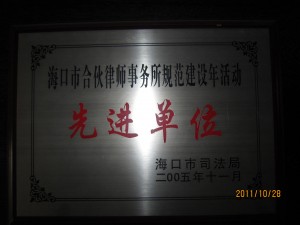 海口市合伙律师事务所规范建设年活动
先进单位
海口市司法局
二00五年十一月
2011/10/28